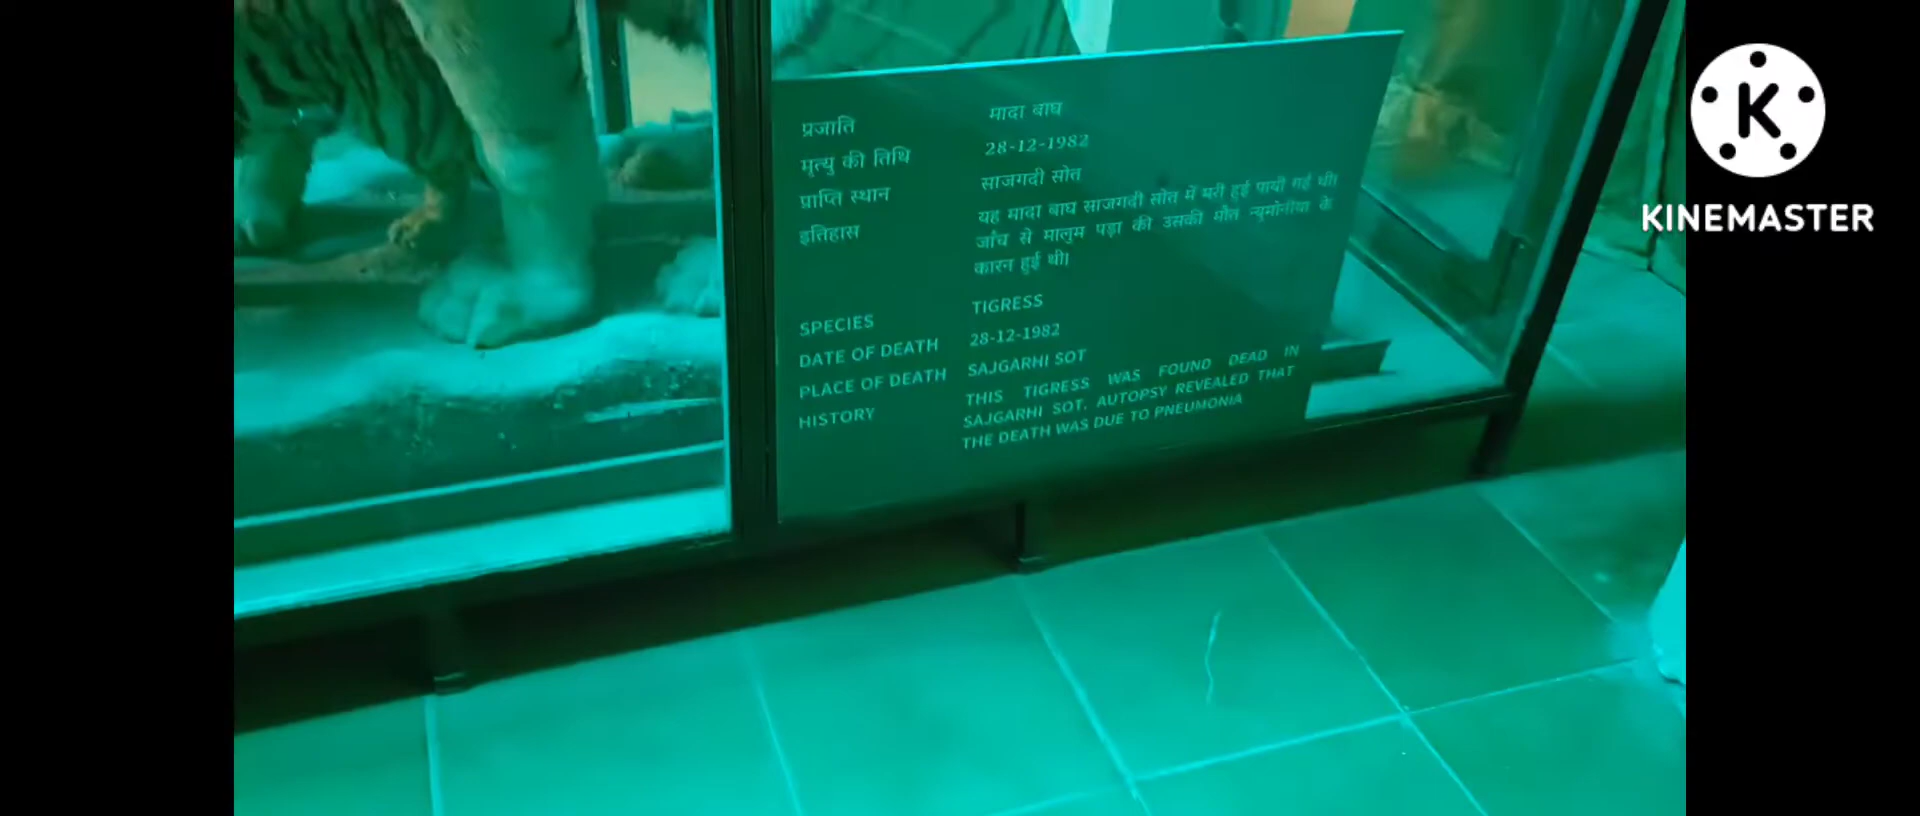 प्रजाति मादा बाघ
मृत्यु की तिथि 28-12-1982
प्राप्ति स्थान साजगदी सोत
इतिहास यह मादा बाघ साजगदी सोत में मरी हुई पायी गई थी।
जाँच से मालुम पड़ा की उसकी मौत न्युमोनीया के
कारन हुई थी।
SPECIES TIGRESS
DATE OF DEATH 28-12-1982
PLACE OF DEATH SAJGARHI SOT
HISTORY THIS TIGRESS WAS FOUND DEAD IN
SAJGARHI SOT. AUTOPSY REVEALED THAT
THE DEATH WAS DUE TO PNEUMONIA
K
KINEMASTER